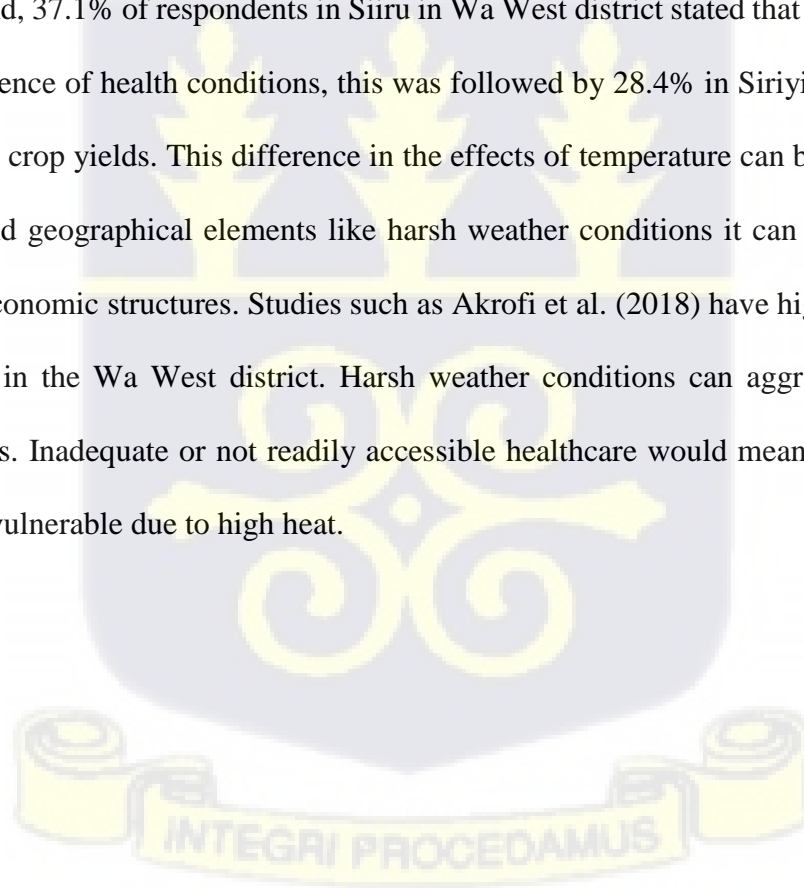 d, 37.1% of respondents in Siiru in Wa West district stated that
ence of health conditions, this was followed by 28.4% in Siriyi
crop yields. This difference in the effects of temperature can b
d geographical elements like harsh weather conditions it can
conomic structures. Studies such as Akrofi et al. (2018) have hig
in the Wa West district. Harsh weather conditions can aggr
s. Inadequate or not readily accessible healthcare would mean
vulnerable due to high heat.
INTEGRI PROCEDAMUS